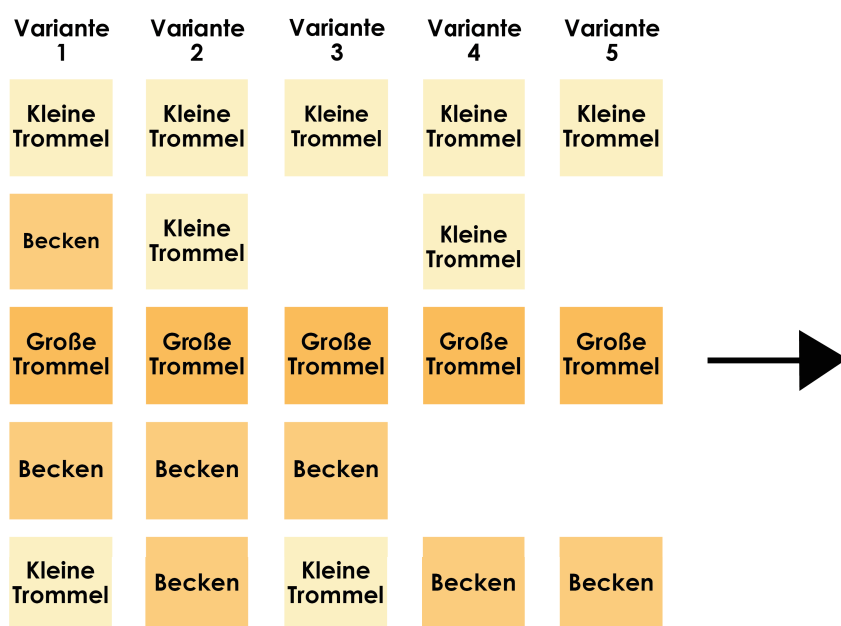 Variante Variante Variante Variante Variante
1 2 3 4 5
Kleine Kleine Kleine Kleine Kleine
Trommel Trommel Trommel Trommel Trommel
Becken Kleine Kleine
Trommel Trommel
Große Große Große Große Große
Trommel Trommel Trommel Trommel Trommel
Becken Becken Becken
Kleine Becken Kleine Becken Becken
Trommel Trommel